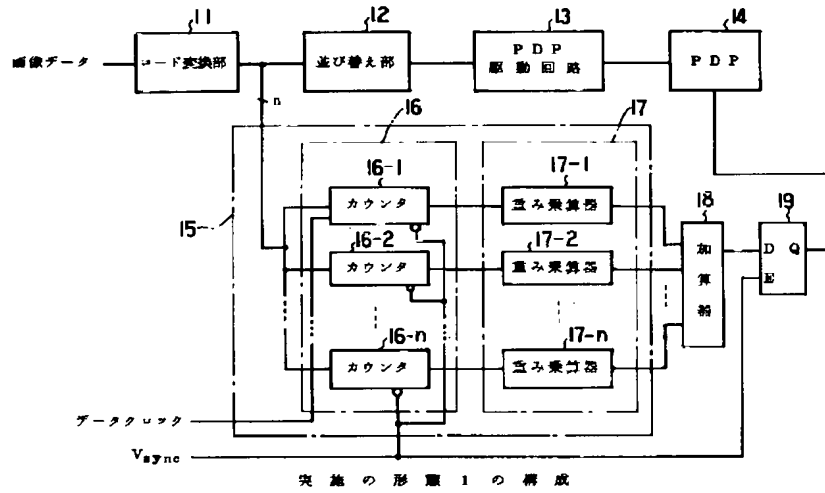 11
12
13
14
画像データ
コード変換部
並び替え部
PDP
駆動回路
PDP
n
16
17
15
16-1
カウンタ
17-1
重み乗算器
18
加算器
19
D Q
E
16-2
カウンタ
17-2
重み乗算器
16-n
カウンタ
17-n
重み乗算器
データクロック
Vsync
実施の形態1の構成